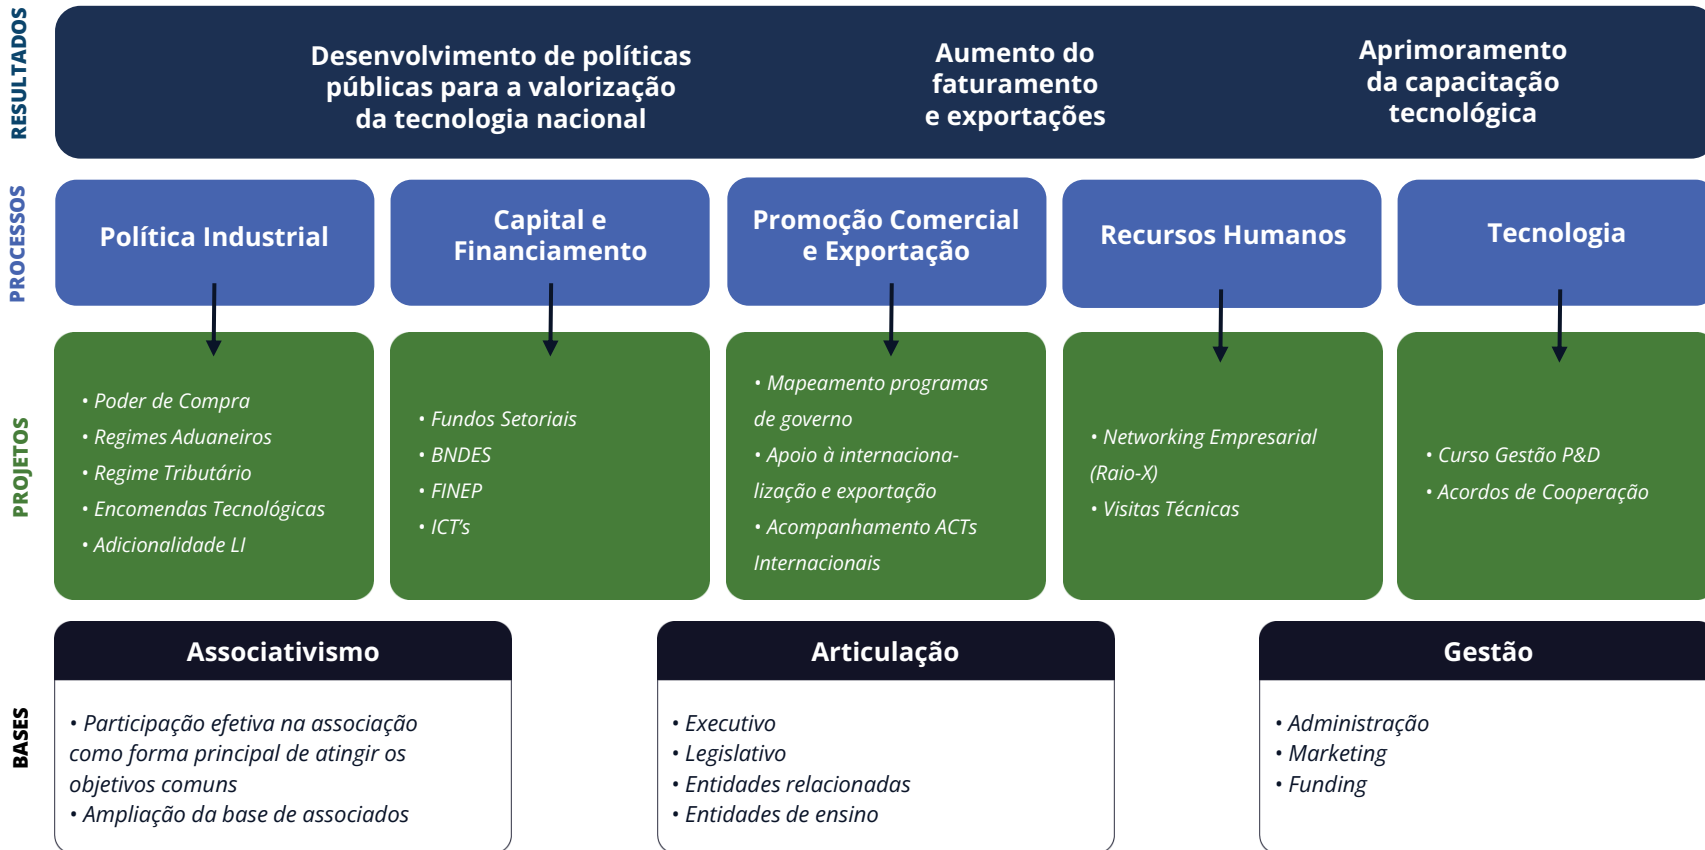 RESULTADOS
Desenvolvimento de políticas
públicas para a valorização
da tecnologia nacional
Aumento do
faturamento
e exportações
Aprimoramento
da capacitação
tecnológica
PROCESSOS
Política Industrial
Capital e
Financiamento
Promoção Comercial
e Exportação
Recursos Humanos
Tecnologia
PROJETOS
• Poder de Compra
• Regimes Aduaneiros
• Regime Tributário
• Encomendas Tecnológicas
• Adicionalidade LI
• Fundos Setoriais
• BNDES
• FINEP
• ICT’s
• Mapeamento programas
de governo
• Apoio à internaciona-
lização e exportação
• Acompanhamento ACTs
Internacionais
• Networking Empresarial
(Raio-X)
• Visitas Técnicas
• Curso Gestão P&D
• Acordos de Cooperação
BASES
Associativismo
• Participação efetiva na associação
como forma principal de atingir os
objetivos comuns
• Ampliação da base de associados
Articulação
• Executivo
• Legislativo
• Entidades relacionadas
• Entidades de ensino
Gestão
• Administração
• Marketing
• Funding